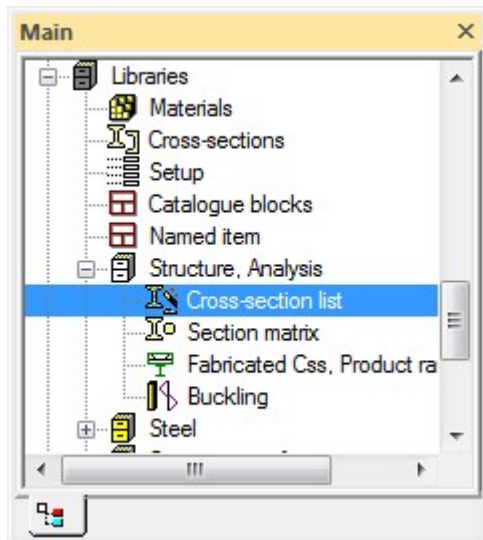 Main
Libraries
Materials
Cross-sections
Setup
Catalogue blocks
Named item
Structure, Analysis
Cross-section list
Section matrix
Fabricated Css, Product ra
Buckling
Steel